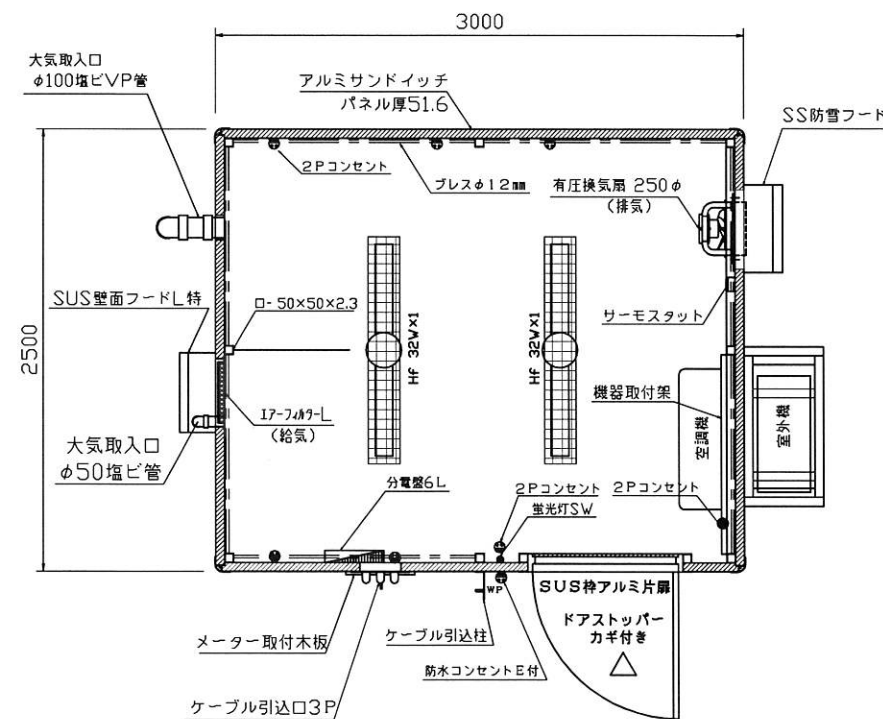 3000
大気取入口
φ100塩ビVP管
アルミサンドイッチ
パネル厚51.6
SS防雪フード
2Pコンセント
ブレスφ12mm
有圧換気扇 250φ
(排気)
SUS壁面フードL特
ロ-50×50×2.3
Hf 32W×1
Hf 32W×1
サーモスタット
2500
エアーフィルターL
(給気)
機器取付架
空調機
室外機
大気取入口
φ50塩ビ管
分電盤6L
2Pコンセント
2Pコンセント
蛍光灯SW
WP
SUS枠アルミ片扉
ドアストッパー
カギ付き
メーター取付木板
ケーブル引込柱
防水コンセントE付
ケーブル引込口3P